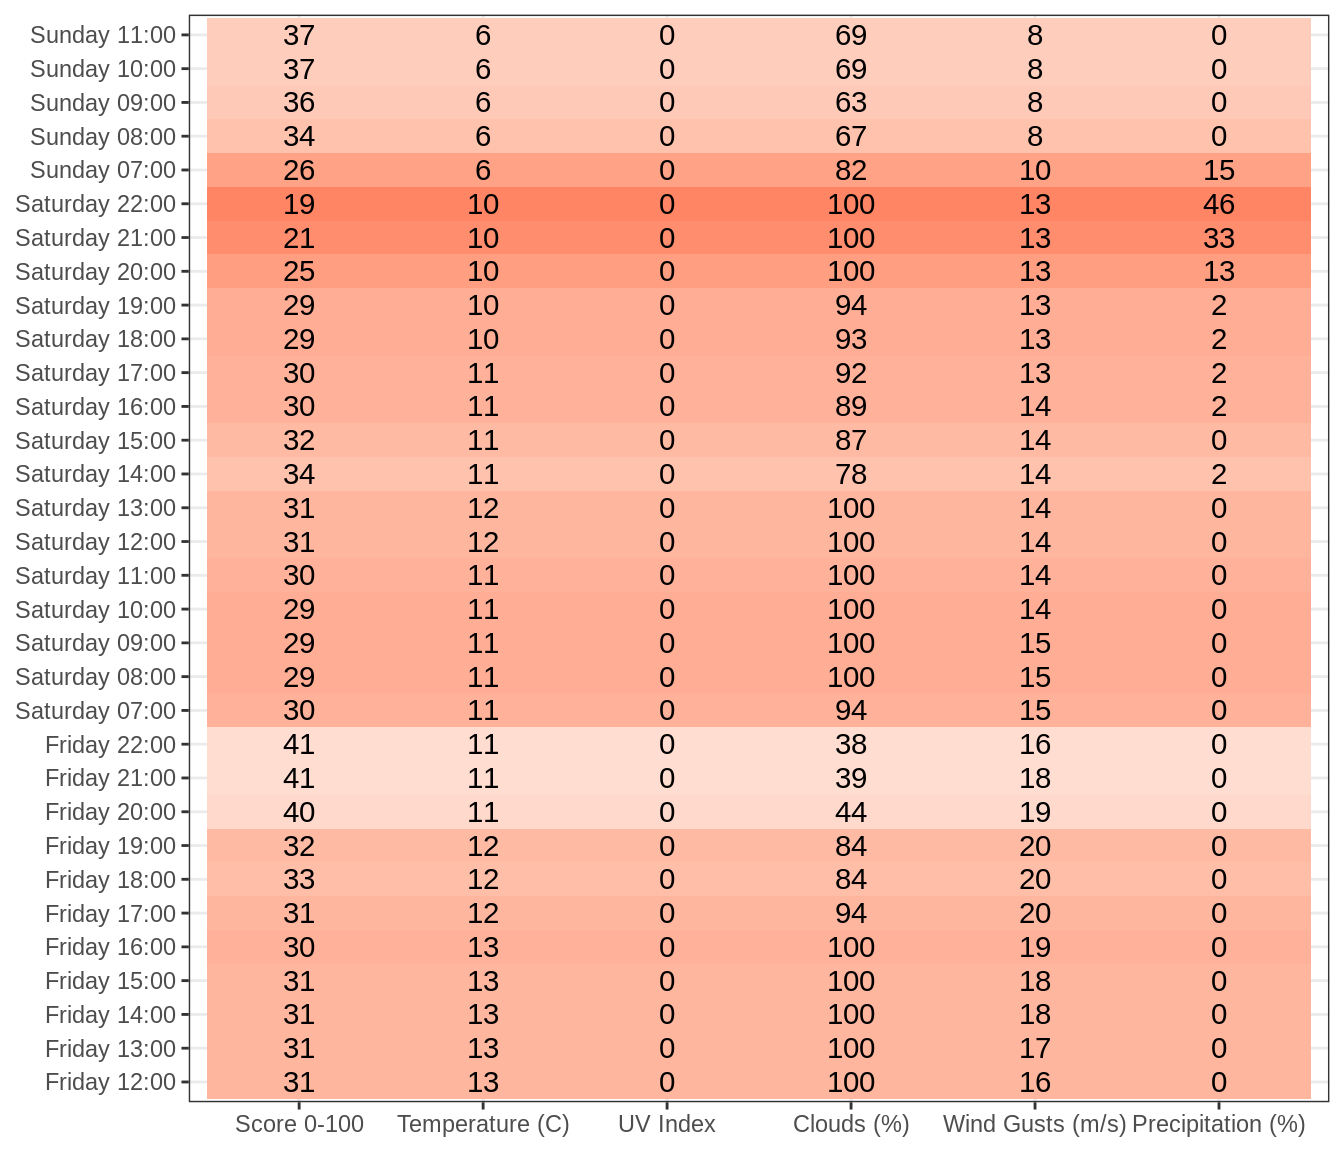 Sunday 11:00 37 6 0 69 8 0
Sunday 10:00 37 6 0 69 8 0
Sunday 09:00 36 6 0 63 8 0
Sunday 08:00 34 6 0 67 8 0
Sunday 07:00 26 6 0 82 10 15
Saturday 22:00 19 10 0 100 13 46
Saturday 21:00 21 10 0 100 13 33
Saturday 20:00 25 10 0 100 13 13
Saturday 19:00 29 10 0 94 13 2
Saturday 18:00 29 10 0 93 13 2
Saturday 17:00 30 11 0 92 13 2
Saturday 16:00 30 11 0 89 14 2
Saturday 15:00 32 11 0 87 14 0
Saturday 14:00 34 11 0 78 14 2
Saturday 13:00 31 12 0 100 14 0
Saturday 12:00 31 12 0 100 14 0
Saturday 11:00 30 11 0 100 14 0
Saturday 10:00 29 11 0 100 14 0
Saturday 09:00 29 11 0 100 15 0
Saturday 08:00 29 11 0 100 15 0
Saturday 07:00 30 11 0 94 15 0
Friday 22:00 41 11 0 38 16 0
Friday 21:00 41 11 0 39 18 0
Friday 20:00 40 11 0 44 19 0
Friday 19:00 32 12 0 84 20 0
Friday 18:00 33 12 0 84 20 0
Friday 17:00 31 12 0 94 20 0
Friday 16:00 30 13 0 100 19 0
Friday 15:00 31 13 0 100 18 0
Friday 14:00 31 13 0 100 18 0
Friday 13:00 31 13 0 100 17 0
Friday 12:00 31 13 0 100 16 0
Score 0-100 Temperature (C) UV Index Clouds (%) Wind Gusts (m/s) Precipitation (%)